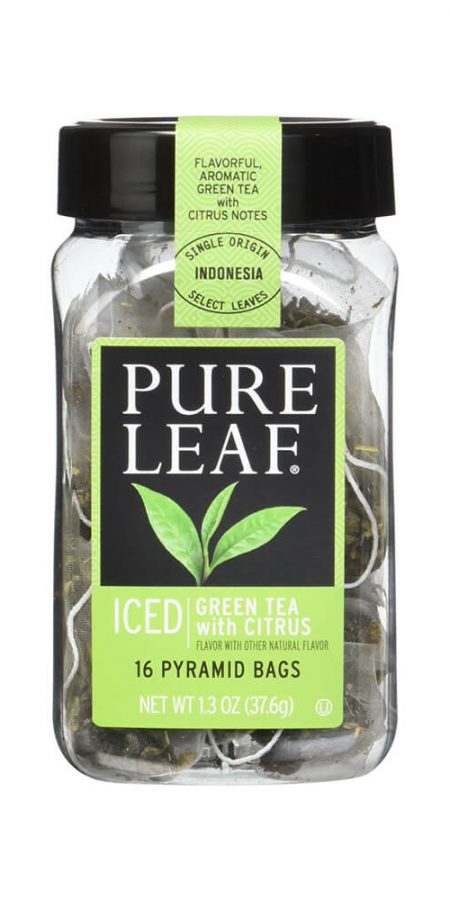 FLAVORFUL,
AROMATIC
GREEN TEA
with
CITRUS NOTES
SINGLE ORIGIN
INDONESIA
SELECT LEAVES
PURE
LEAF®
ICED
GREEN TEA
with CITRUS
FLAVOR WITH OTHER NATURAL FLAVOR
16 PYRAMID BAGS
NET WT 1.3 OZ (37.6g) U